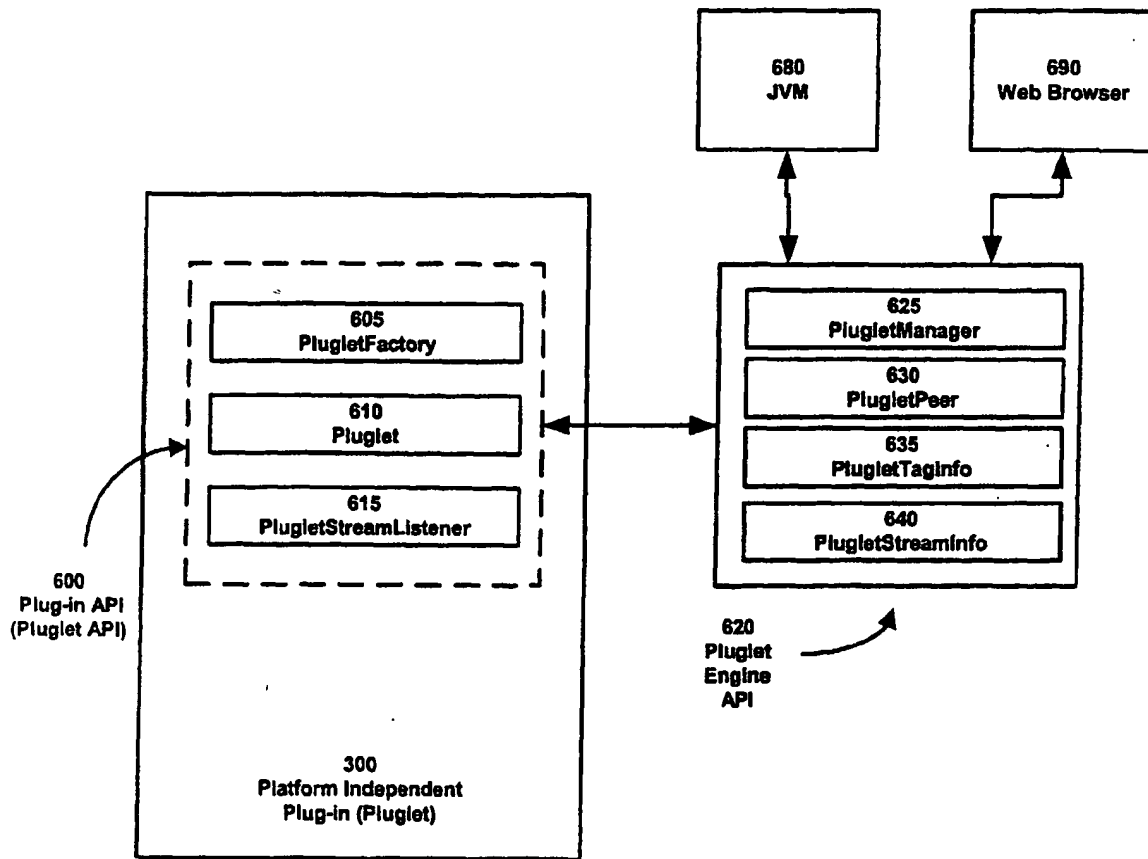 680
JVM
690
Web Browser
605
PlugletFactory
610
Pluglet
615
PlugletStreamListener
625
PlugletManager
630
PlugletPeer
635
PlugletTagInfo
640
PlugletStreamInfo
600
Plug-in API
(Pluglet API)
620
Pluglet
Engine
API
300
Platform Independent
Plug-in (Pluglet)